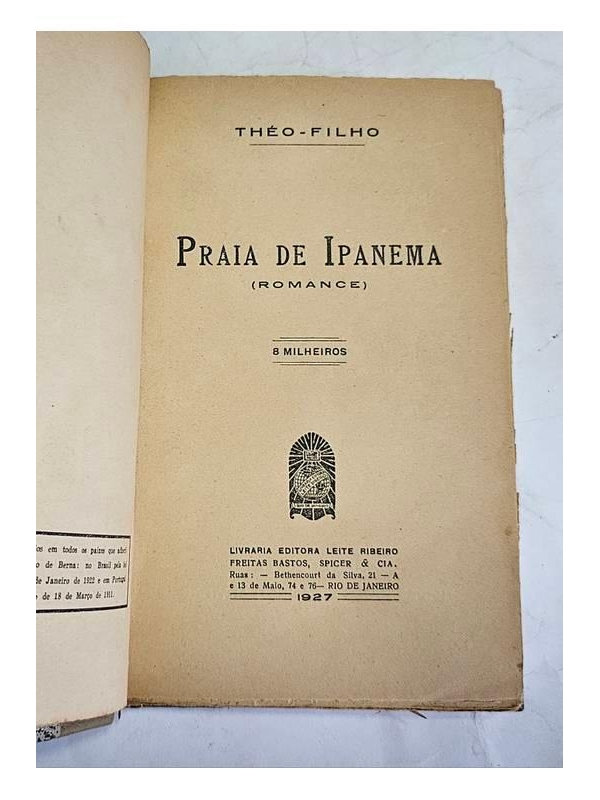 THÉO-FILHO
PRAIA DE IPANEMA
(ROMANCE)
8 MILHEIROS
LIVRARIA EDITORA LEITE RIBEIRO
FREITAS BASTOS, SPICER & CIA.
Ruas: — Bethencourt da Silva, 21 — A
e 13 de Maio, 74 e 76— RIO DE JANEIRO
1927
os em todos os paizes que
o de Berna: no Brasil pela
de Janeiro de 1922 e em Portugal
de 18 de Março de 1911.